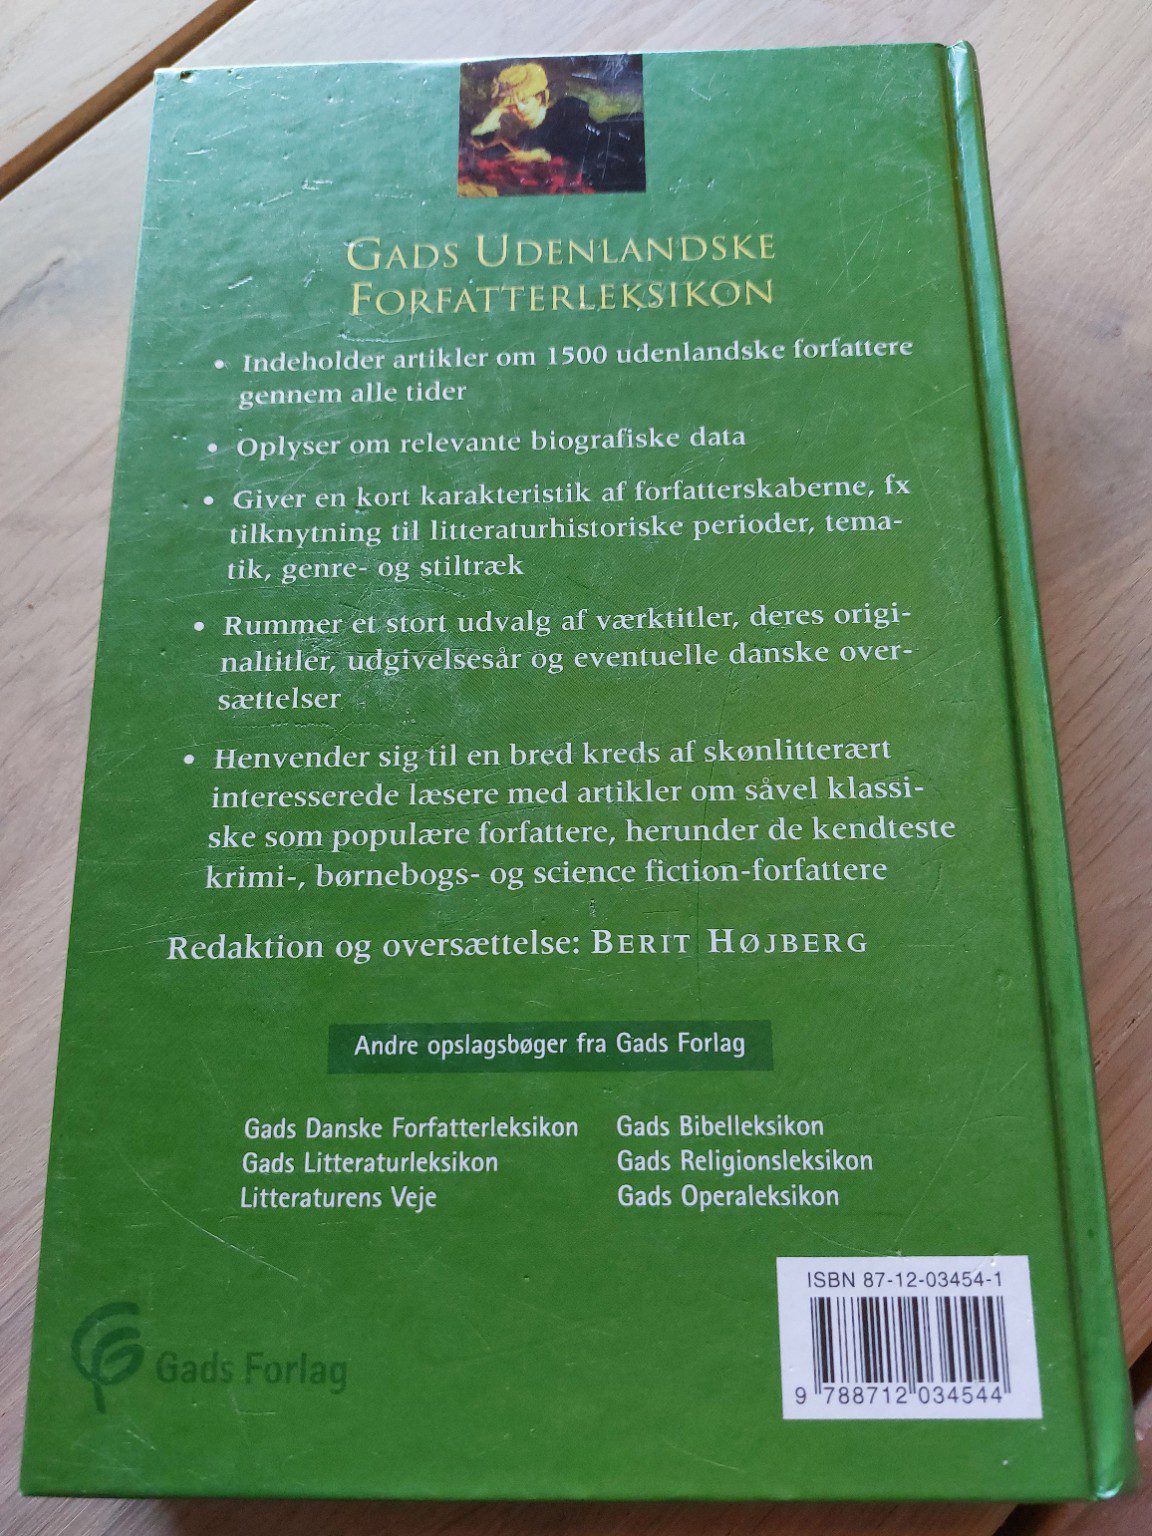 GADS UDENLANDSKE
FORFATTERLEKSIKON
• Indeholder artikler om 1500 udenlandske forfattere
gennem alle tider
• Oplyser om relevante biografiske data
• Giver en kort karakteristik af forfatterskaberne, fx
tilknytning til litteraturhistoriske perioder, tema-
tik, genre- og stiltræk
• Rummer et stort udvalg af værktitler, deres origi-
naltitler, udgivelsesår og eventuelle danske over-
sættelser
• Henvender sig til en bred kreds af skønlitterært
interesserede læsere med artikler om såvel klassi-
ske som populære forfattere, herunder de kendteste
krimi-, børnebogs- og science fiction-forfattere
Redaktion og oversættelse: BERIT HØJBERG
Andre opslagsbøger fra Gads Forlag
Gads Danske Forfatterleksikon
Gads Litteraturleksikon
Litteraturens Veje
Gads Bibelleksikon
Gads Religionsleksikon
Gads Operaleksikon
ISBN 87-12-03454-1
9 788712 034544
Gads Forlag